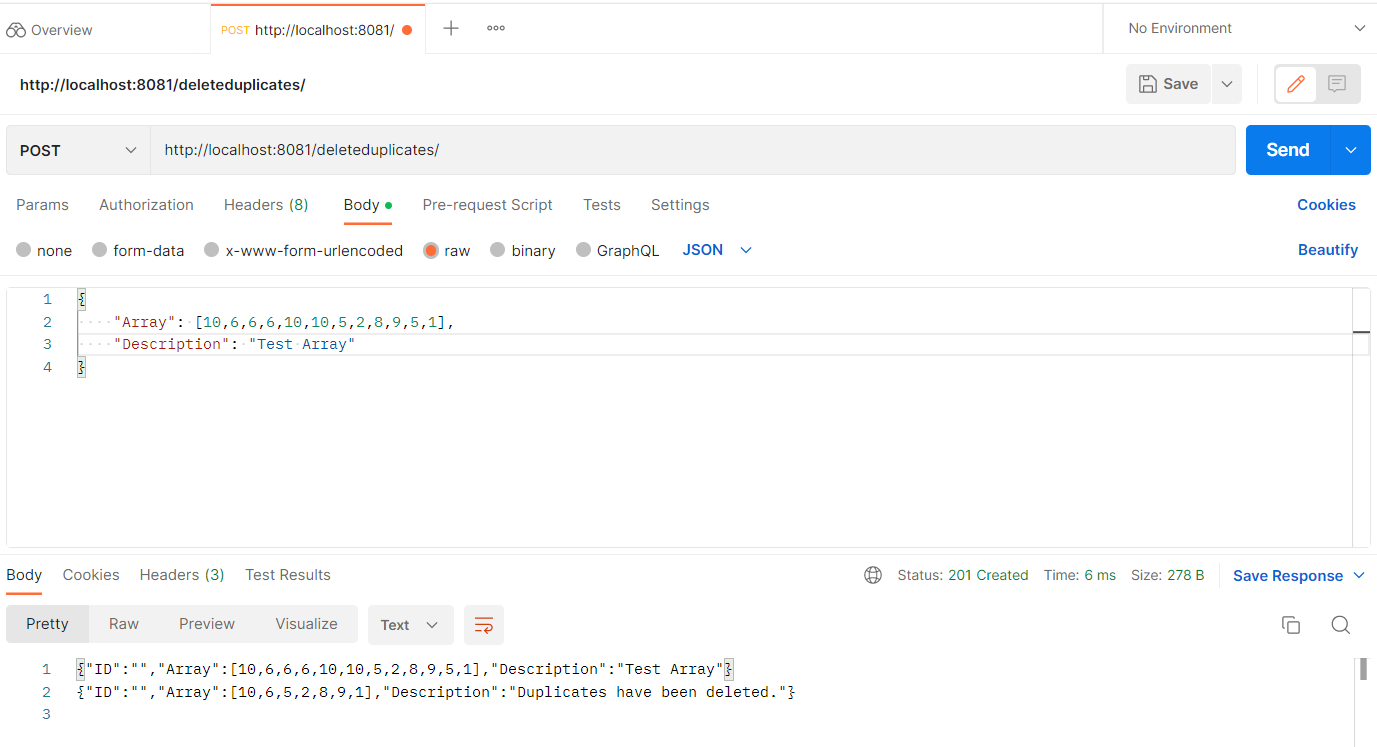 Overview
POST http://localhost:8081/
No Environment
http://localhost:8081/deleteduplicates/
Save
POST
http://localhost:8081/deleteduplicates/
Send
Params Authorization Headers (8) Body Pre-request Script Tests Settings
Cookies
none form-data x-www-form-urlencoded raw binary GraphQL JSON
Beautify
1 {
2 "Array": [10,6,6,6,10,10,5,2,8,9,5,1],
3 "Description": "Test Array"
4 }
Body Cookies Headers (3) Test Results
Status: 201 Created Time: 6 ms Size: 278 B Save Response
Pretty Raw Preview Visualize Text
1 {"ID":"","Array":[10,6,6,6,10,10,5,2,8,9,5,1],"Description":"Test Array"}
2 {"ID":"","Array":[10,6,5,2,8,9,1],"Description":"Duplicates have been deleted."}
3